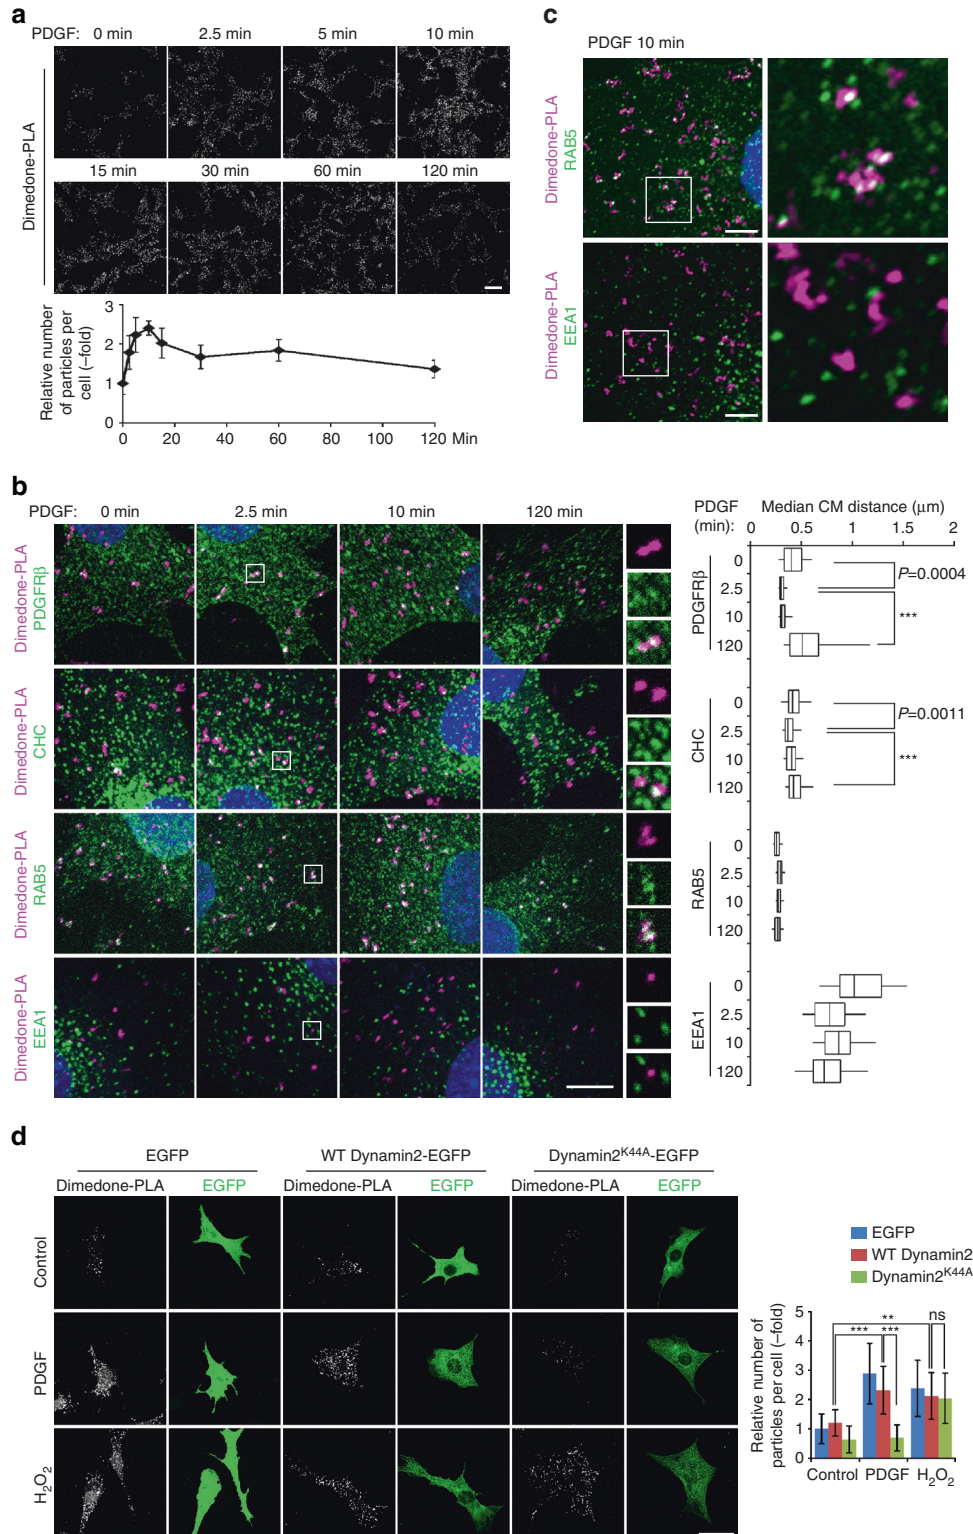 a
PDGF: 0 min 2.5 min 5 min 10 min
Dimedone-PLA
15 min 30 min 60 min 120 min
Relative number of particles per cell (–fold)
3
2
1
0
0 20 40 60 80 100 120 Min
c
PDGF 10 min
Dimedone-PLA
RAB5
Dimedone-PLA
EEA1
b
PDGF: 0 min 2.5 min 10 min 120 min
Dimedone-PLA
PDGFRβ
Dimedone-PLA
CHC
Dimedone-PLA
RAB5
Dimedone-PLA
EEA1
PDGF (min):
Median CM distance (μm)
0 0.5 1 1.5 2
PDGFRβ
0
2.5
10
120
P=0.0004
***
CHC
0
2.5
10
120
P=0.0011
***
RAB5
0
2.5
10
120
EEA1
0
2.5
10
120
d
EGFP WT Dynamin2-EGFP Dynamin2K44A-EGFP
Dimedone-PLA EGFP Dimedone-PLA EGFP Dimedone-PLA EGFP
Control
PDGF
H2O2
EGFP
WT Dynamin2
Dynamin2K44A
Relative number of particles per cell (–fold)
5
4
3
2
1
0
** ns
*** ***
Control PDGF H2O2